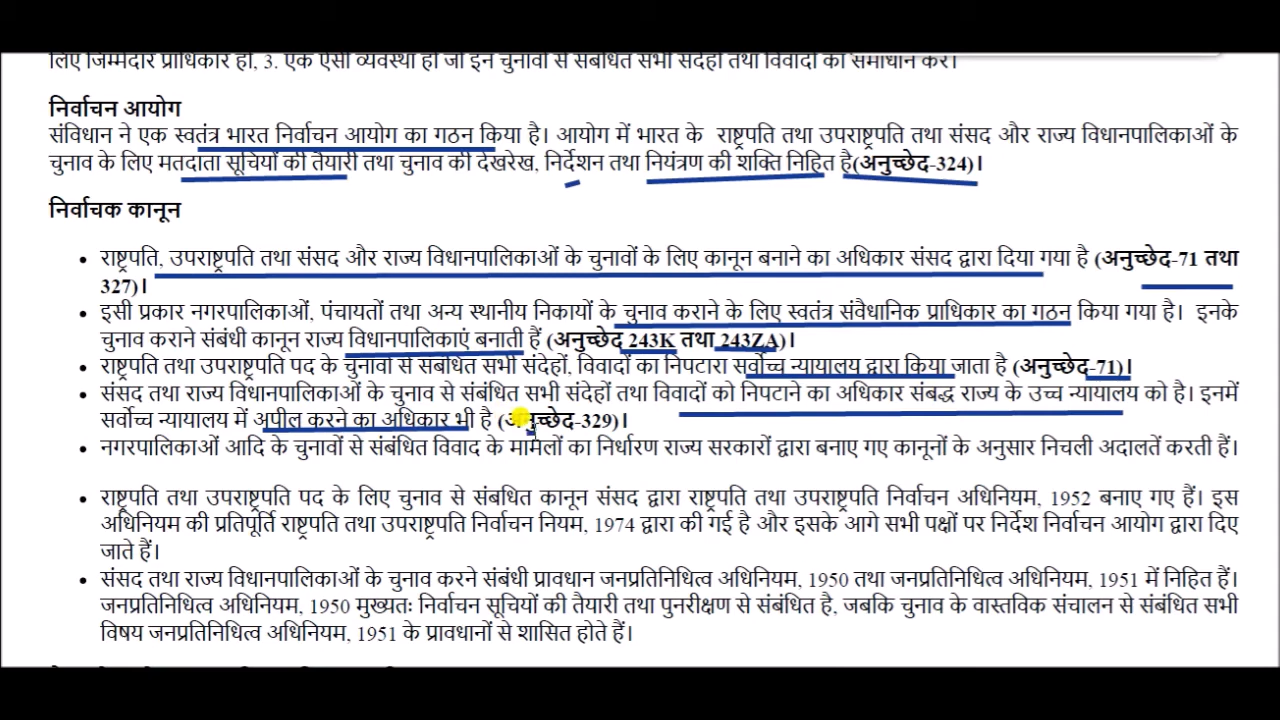 लिए जिम्मेदार प्राधिकार हो, 3. एक ऐसी व्यवस्था हो जो इन चुनावों से संबंधित सभी संदेहों तथा विवादों का समाधान करे।
निर्वाचन आयोग
संविधान ने एक स्वतंत्र भारत निर्वाचन आयोग का गठन किया है। आयोग में भारत के राष्ट्रपति तथा उपराष्ट्रपति तथा संसद और राज्य विधानपालिकाओं के
चुनाव के लिए मतदाता सूचियों की तैयारी तथा चुनाव की देखरेख, निर्देशन तथा नियंत्रण की शक्ति निहित है(अनुच्छेद-324)।
निर्वाचक कानून
• राष्ट्रपति, उपराष्ट्रपति तथा संसद और राज्य विधानपालिकाओं के चुनावों के लिए कानून बनाने का अधिकार संसद द्वारा दिया गया है (अनुच्छेद-71 तथा
327)।
• इसी प्रकार नगरपालिकाओं, पंचायतों तथा अन्य स्थानीय निकायों के चुनाव कराने के लिए स्वतंत्र संवैधानिक प्राधिकार का गठन किया गया है। इनके
चुनाव कराने संबंधी कानून राज्य विधानपालिकाएं बनाती हैं (अनुच्छेद 243K तथा 243ZA)।
• राष्ट्रपति तथा उपराष्ट्रपति पद के चुनाव से संबंधित सभी संदेहों, विवादों का निपटारा सर्वोच्च न्यायालय द्वारा किया जाता है (अनुच्छेद-71)।
• संसद तथा राज्य विधानपालिकाओं के चुनाव से संबंधित सभी संदेहों तथा विवादों को निपटाने का अधिकार संबद्ध राज्य के उच्च न्यायालय को है। इनमें
सर्वोच्च न्यायालय में अपील करने का अधिकार भी है (अनुच्छेद-329)।
• नगरपालिकाओं आदि के चुनावों से संबंधित विवाद के मामलों का निर्धारण राज्य सरकारों द्वारा बनाए गए कानूनों के अनुसार निचली अदालतें करती हैं।
• राष्ट्रपति तथा उपराष्ट्रपति पद के लिए चुनाव से संबधित कानून संसद द्वारा राष्ट्रपति तथा उपराष्ट्रपति निर्वाचन अधिनियम, 1952 बनाए गए हैं। इस
अधिनियम की प्रतिपूर्ति राष्ट्रपति तथा उपराष्ट्रपति निर्वाचन नियम, 1974 द्वारा की गई है और इसके आगे सभी पक्षों पर निर्देश निर्वाचन आयोग द्वारा दिए
जाते हैं।
• संसद तथा राज्य विधानपालिकाओं के चुनाव करने संबंधी प्रावधान जनप्रतिनिधित्व अधिनियम, 1950 तथा जनप्रतिनिधित्व अधिनियम, 1951 में निहित हैं।
जनप्रतिनिधित्व अधिनियम, 1950 मुख्यतः निर्वाचन सूचियों की तैयारी तथा पुनरीक्षण से संबंधित है, जबकि चुनाव के वास्तविक संचालन से संबंधित सभी
विषय जनप्रतिनिधित्व अधिनियम, 1951 के प्रावधानों से शासित होते हैं।